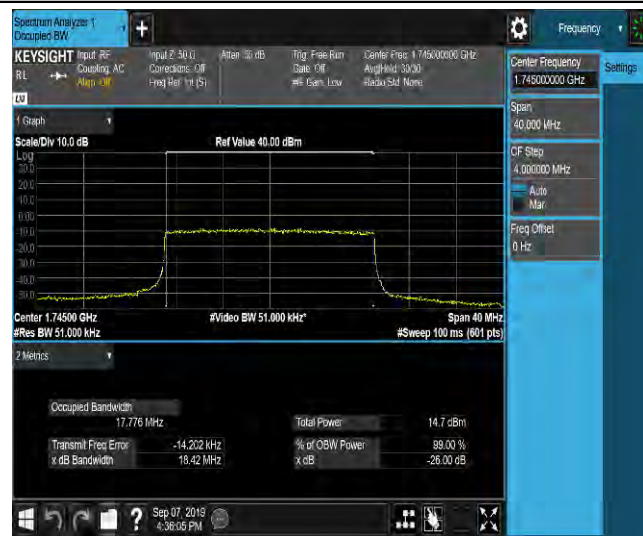 Spectrum Analyzer 1
Occupied BW
Frequency
KEYSIGHT Input: RF
RL
Coupling: AC
Align: Off
Input Z: 50 Ω
Corrections: Off
Freq Ref: Int (S)
Atten: 50 dB
Trig: Free Run
Gate: Off
#IF Gain: Low
Center Freq: 1.745000000 GHz
Avg|Hold: 30/30
Radio Std: None
LW
1 Graph
Scale/Div 10.0 dB
Ref Value 40.00 dBm
Log
30.0
20.0
10.0
0.00
-10.0
-20.0
-30.0
-40.0
-50.0
Center 1.74500 GHz
#Video BW 51.000 kHz*
Span 40 MHz
#Res BW 51.000 kHz
#Sweep 100 ms (601 pts)
2 Metrics
Occupied Bandwidth
17.776 MHz
Total Power
14.7 dBm
Transmit Freq Error
-14.202 kHz
% of OBW Power
99.00 %
x dB Bandwidth
18.42 MHz
x dB
-26.00 dB
Center Frequency
1.745000000 GHz
Settings
Span
40.000 MHz
CF Step
4.000000 MHz
Auto
Man
Freq Offset
0 Hz
Sep 07, 2019
4:36:05 PM